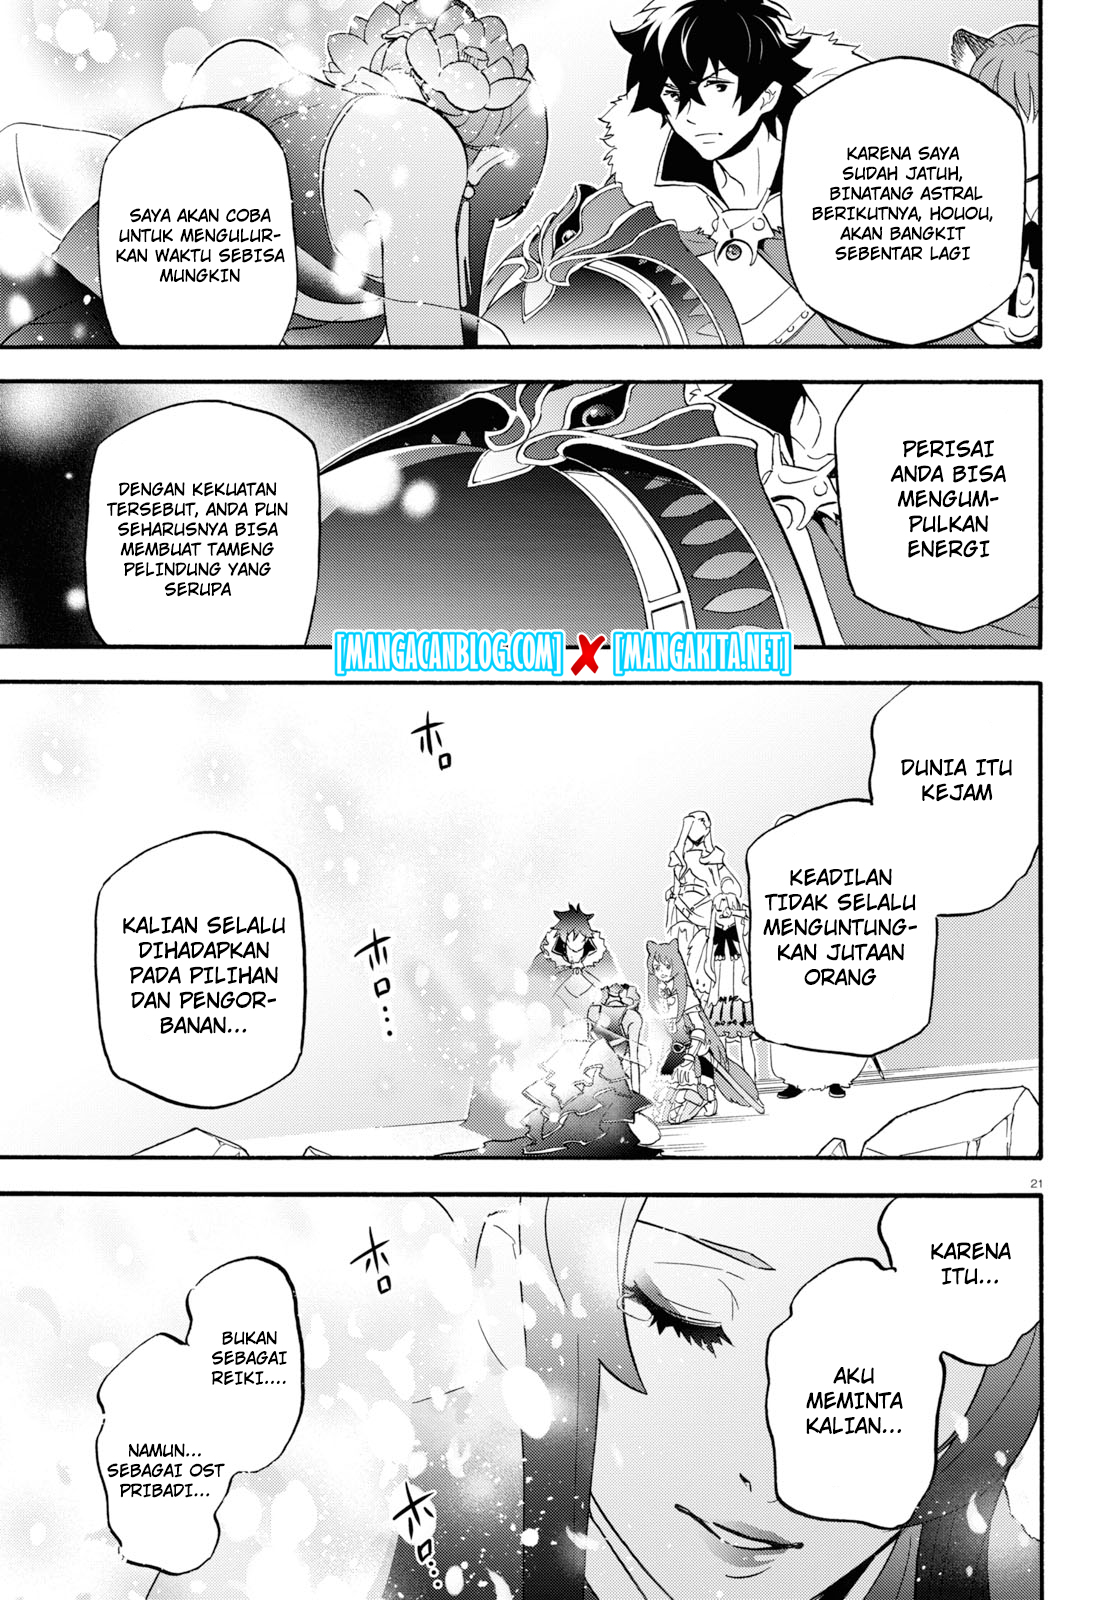 KARENA SAYA
SUDAH JATUH,
BINATANG ASTRAL
BERIKUTNYA, HOUOU,
AKAN BANGKIT
SEBENTAR LAGI
SAYA AKAN COBA
UNTUK MENGULUR-
KAN WAKTU SEBISA
MUNGKIN
PERISAI
ANDA BISA
MENGUM-
PULKAN
ENERGI
DENGAN KEKUATAN
TERSEBUT, ANDA PUN
SEHARUSNYA BISA
MEMBUAT TAMENG
PELINDUNG YANG
SERUPA
[MANGACANBLOG.COM] X [MANGAKITA.NET]
DUNIA ITU
KEJAM
KEADILAN
TIDAK SELALU
MENGUNTUNG-
KAN JUTAAN
ORANG
ホロ
KALIAN SELALU
DIHADAPKAN
PADA PILIHAN
DAN PENGOR-
BANAN...
ホロ...
21
KARENA
ITU...
AKU
MEMINTA
KALIAN...
ホロ
BUKAN
SEBAGAI
REIKI....
NAMUN...
SEBAGAI OST
PRIBADI...
ホロ...